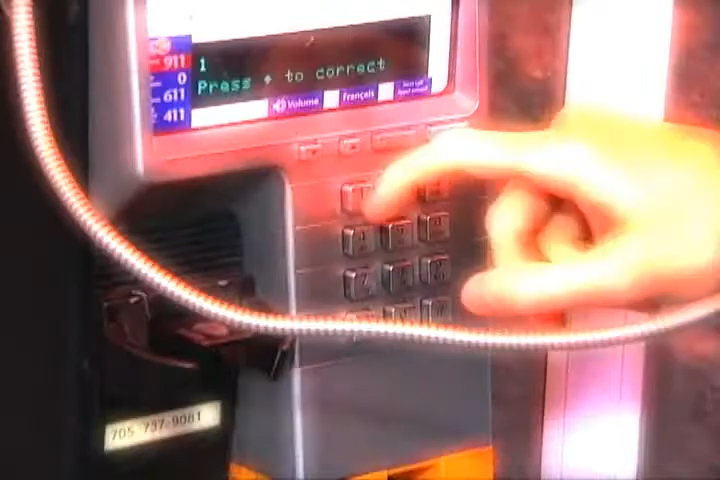 911
0
611
411
1
Press ♦ to correct
Volume
Français
705-737-9081